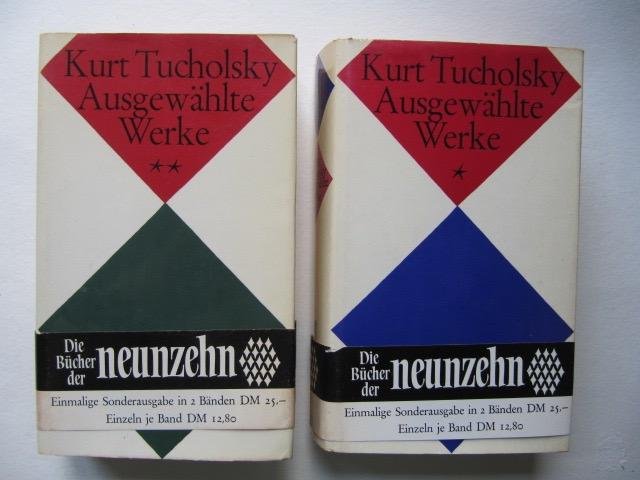 Kurt Tucholsky
Ausgewählte
Werke
**
Die
Bücher
der
neunzehn
Einmalige Sonderausgabe in 2 Bänden DM 25,–
Einzeln je Band DM 12,80
Kurt Tucholsky
Ausgewählte
Werke
*
Die
Bücher
der
neunzehn
Einmalige Sonderausgabe in 2 Bänden DM 25,–
Einzeln je Band DM 12,80